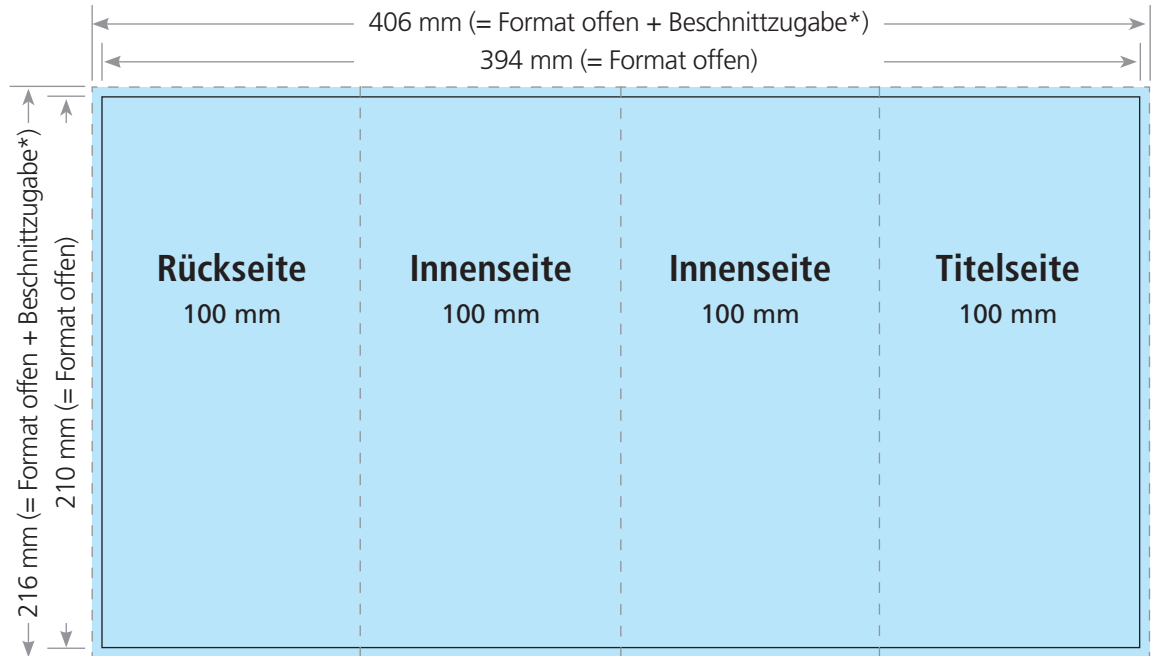 406 mm (= Format offen + Beschnittzugabe*)
394 mm (= Format offen)
216 mm (= Format offen + Beschnittzugabe*)
210 mm (= Format offen)
Rückseite
100 mm
Innenseite
100 mm
Innenseite
100 mm
Titelseite
100 mm